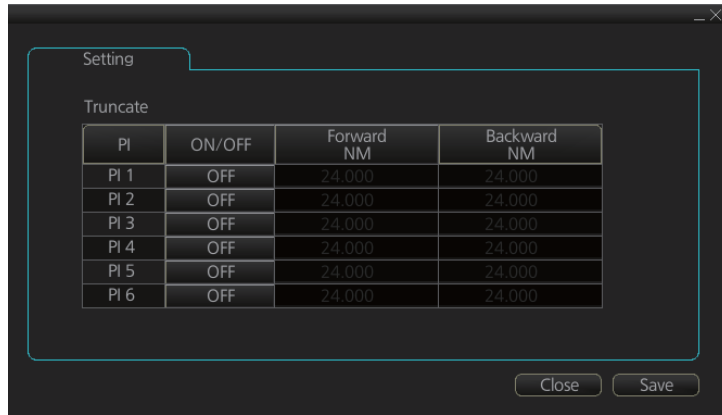 Setting
Truncate
PI ON/OFF Forward NM Backward NM
PI 1 OFF 24.000 24.000
PI 2 OFF 24.000 24.000
PI 3 OFF 24.000 24.000
PI 4 OFF 24.000 24.000
PI 5 OFF 24.000 24.000
PI 6 OFF 24.000 24.000
Close Save